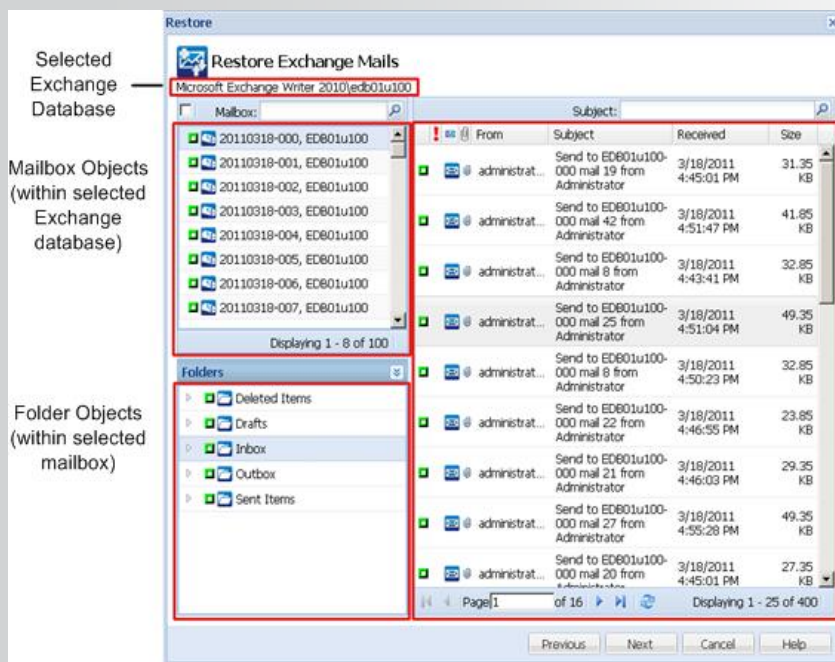 Restore
Restore Exchange Mails
Selected
Exchange
Database
Microsoft Exchange Writer 2010\edb01u100
Mailbox:
Subject:
Mailbox Objects
(within selected
Exchange
database)
20110318-000, EDB01u100
20110318-001, EDB01u100
20110318-002, EDB01u100
20110318-003, EDB01u100
20110318-004, EDB01u100
20110318-005, EDB01u100
20110318-006, EDB01u100
20110318-007, EDB01u100
Displaying 1 - 8 of 100
Folder Objects
(within selected
mailbox)
Folders
Deleted Items
Drafts
Inbox
Outbox
Sent Items
From Subject Received Size
administrat... Send to EDB01u100-
000 mail 19 from
Administrator
3/18/2011
4:45:01 PM
31.35
KB
administrat... Send to EDB01u100-
000 mail 42 from
Administrator
3/18/2011
4:51:47 PM
41.85
KB
administrat... Send to EDB01u100-
000 mail 8 from
Administrator
3/18/2011
4:43:41 PM
32.85
KB
administrat... Send to EDB01u100-
000 mail 25 from
Administrator
3/18/2011
4:51:04 PM
49.35
KB
administrat... Send to EDB01u100-
000 mail 8 from
Administrator
3/18/2011
4:50:23 PM
32.85
KB
administrat... Send to EDB01u100-
000 mail 22 from
Administrator
3/18/2011
4:46:55 PM
23.85
KB
administrat... Send to EDB01u100-
000 mail 21 from
Administrator
3/18/2011
4:46:03 PM
29.35
KB
administrat... Send to EDB01u100-
000 mail 27 from
Administrator
3/18/2011
4:55:28 PM
49.35
KB
administrat... Send to EDB01u100-
000 mail 20 from
Administrator
3/18/2011
4:45:01 PM
27.35
KB
Page 1 of 16
Displaying 1 - 25 of 400
Previous
Next
Cancel
Help